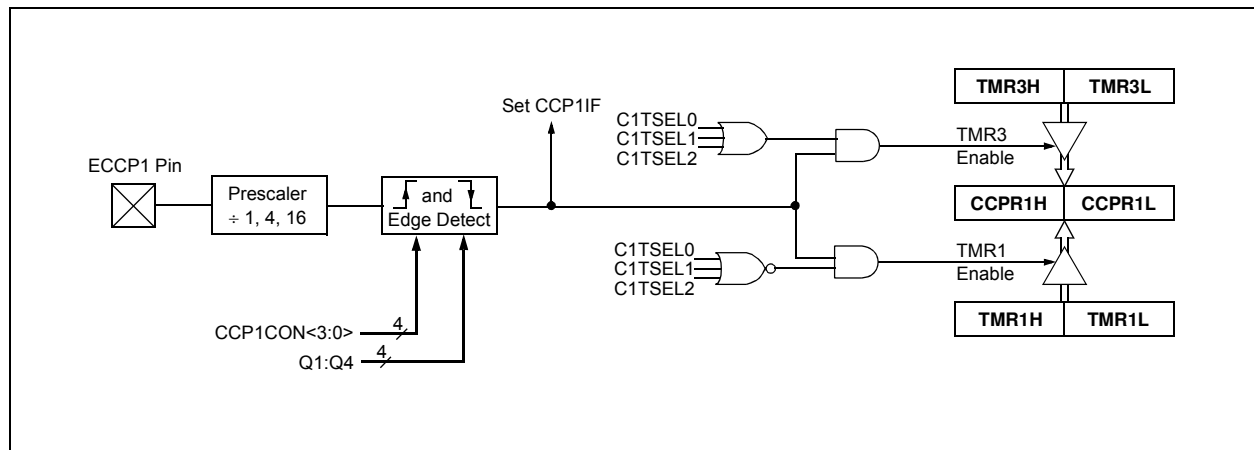 TMR3H TMR3L
Set CCP1IF
C1TSEL0
C1TSEL1
C1TSEL2
TMR3
Enable
ECCP1 Pin
Prescaler
÷ 1, 4, 16
and
Edge Detect
CCPR1H CCPR1L
C1TSEL0
C1TSEL1
C1TSEL2
TMR1
Enable
TMR1H TMR1L
CCP1CON<3:0> 4
Q1:Q4 4